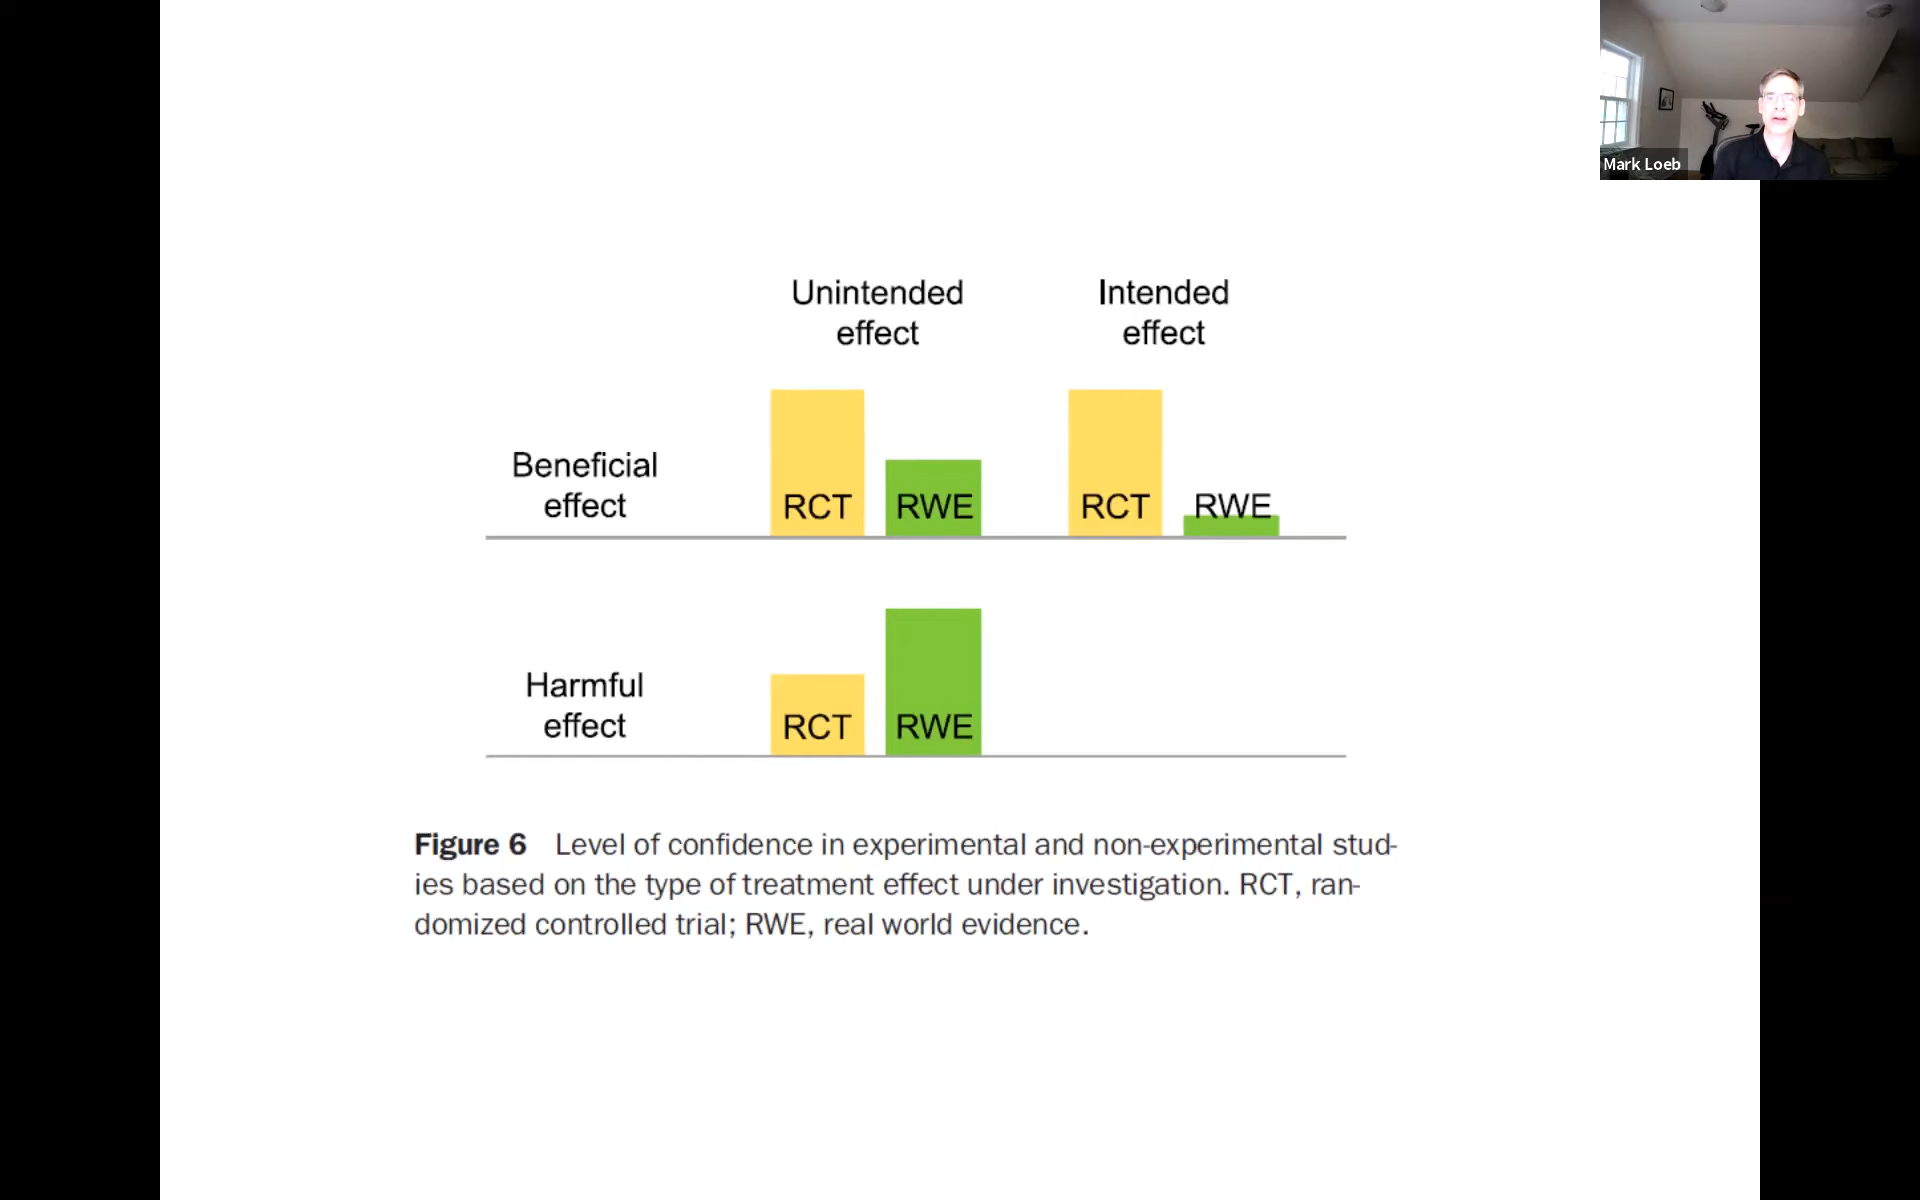 Mark Loeb
Unintended
effect
Intended
effect
Beneficial
effect
RCT
RWE
RCT
RWE
Harmful
effect
RCT
RWE
Figure 6 Level of confidence in experimental and non-experimental stud-
ies based on the type of treatment effect under investigation. RCT, ran-
domized controlled trial; RWE, real world evidence.